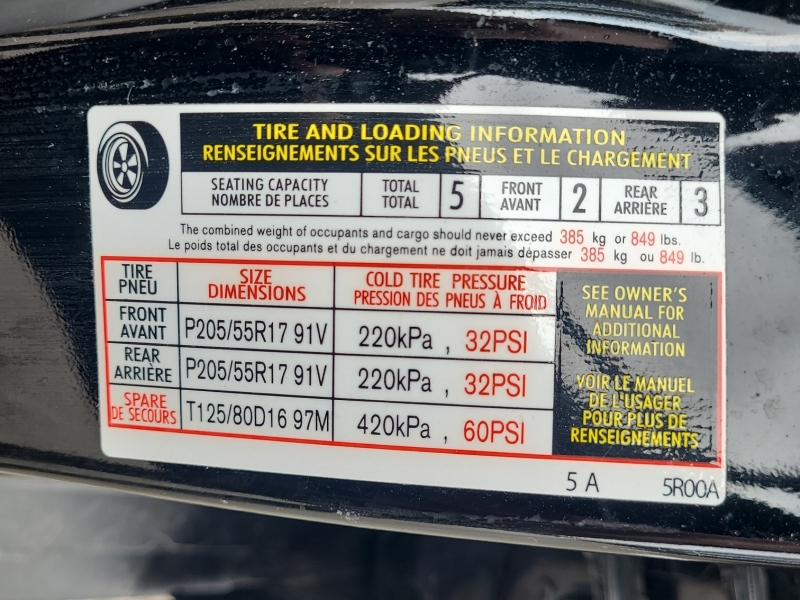 TIRE AND LOADING INFORMATION
RENSEIGNEMENTS SUR LES PNEUS ET LE CHARGEMENT
SEATING CAPACITY
NOMBRE DE PLACES
TOTAL
TOTAL
5
FRONT
AVANT
2
REAR
ARRIÈRE
3
The combined weight of occupants and cargo should never exceed 385 kg or 849 lbs.
Le poids total des occupants et du chargement ne doit jamais dépasser 385 kg ou 849 lb.
TIRE
PNEU
SIZE
DIMENSIONS
COLD TIRE PRESSURE
PRESSION DES PNEUS À FROID
FRONT
AVANT
P205/55R17 91V
220kPa , 32PSI
REAR
ARRIÈRE
P205/55R17 91V
220kPa , 32PSI
SPARE
DE SECOURS
T125/80D16 97M
420kPa , 60PSI
SEE OWNER'S
MANUAL FOR
ADDITIONAL
INFORMATION
VOIR LE MANUEL
DE L'USAGER
POUR PLUS DE
RENSEIGNEMENTS
5 A
5R00A